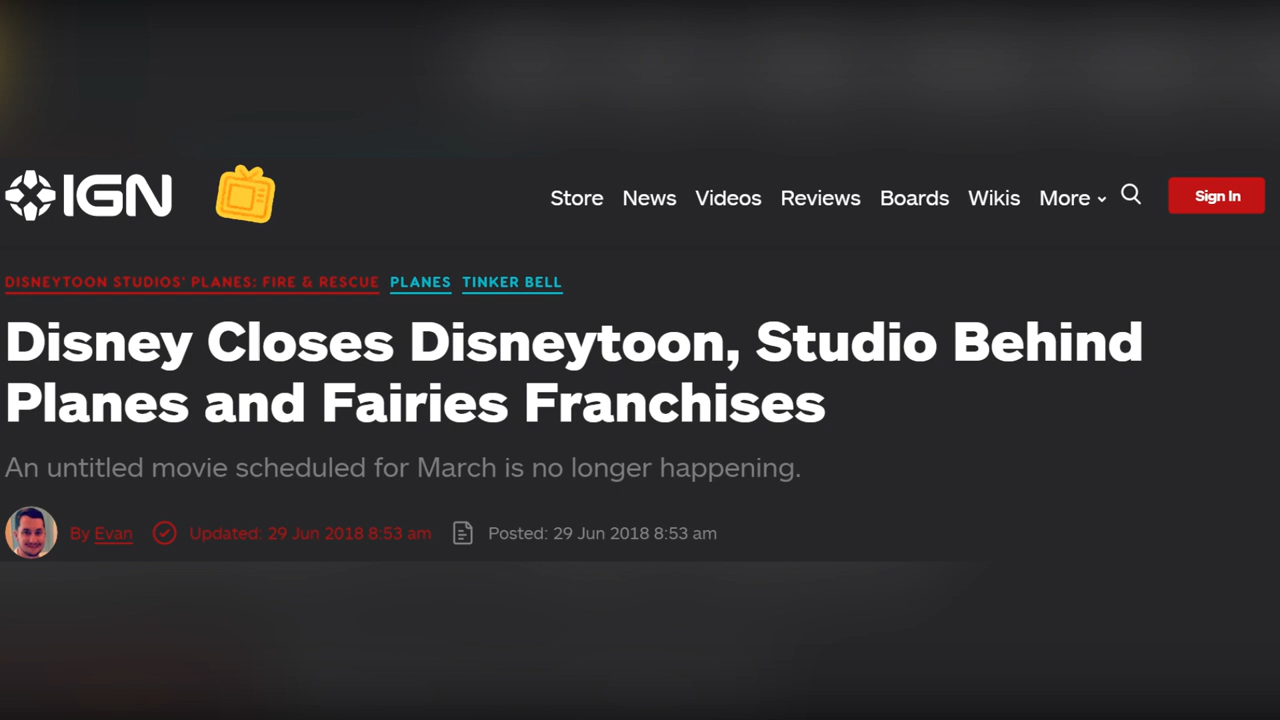 IGN
Store News Videos Reviews Boards Wikis More Sign In
DISNEYTOON STUDIOS' PLANES: FIRE & RESCUE PLANES TINKER BELL
Disney Closes Disneytoon, Studio Behind
Planes and Fairies Franchises
An untitled movie scheduled for March is no longer happening.
By Evan Updated: 29 Jun 2018 8:53 am Posted: 29 Jun 2018 8:53 am